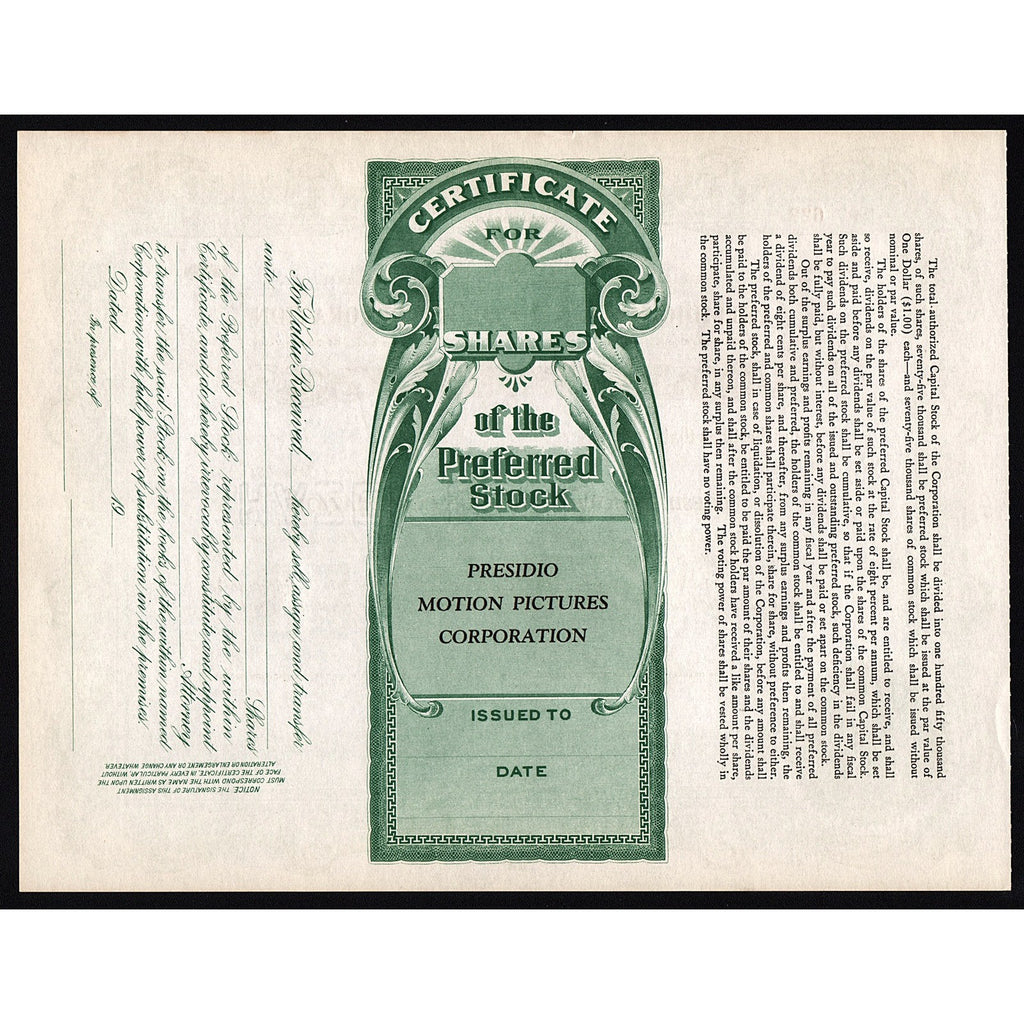 CERTIFICATE
FOR
SHARES
of the
Preferred
Stock
PRESIDIO
MOTION PICTURES
CORPORATION
ISSUED TO
DATE
The total authorized Capital Stock of the Corporation shall be divided into one hundred fifty thousand
shares, of such shares, seventy-five thousand shall be preferred stock which shall be issued at the par value of
One Dollar ($1.00) each—and seventy-five thousand shares of common stock which shall be issued without
nominal or par value.
The holders of the shares of the preferred Capital Stock shall be, and are entitled to receive, and shall
so receive, dividends on the par value of such stock at the rate of eight percent per annum, which shall be set
aside and paid before any dividends shall be set aside or paid upon the shares of the common Capital Stock.
Such dividends on the preferred stock shall be cumulative, so that if the Corporation shall fail in any fiscal
year to pay such dividends on all of the issued and outstanding preferred stock, such deficiency in the dividends
shall be fully paid, but without interest, before any dividends shall be paid or set apart on the common stock.
Out of the surplus earnings and profits remaining in any fiscal year and after the payment of all preferred
dividends both cumulative and preferred, the holders of the common stock shall be entitled to and shall receive
a dividend of eight cents per share, and thereafter, from any surplus earnings and profits then remaining, the
holders of the preferred and common shares shall participate therein, share for share, without preference to either.
The preferred stock, shall in case of liquidation, or dissolution of the Corporation, before any amount shall
be paid to the holders of the common stock, be entitled to be paid the par amount of their shares and the dividends
accumulated and unpaid thereon, and shall after the common stock holders have received a like amount per share,
participate, share for share, in any surplus then remaining. The voting power of shares shall be vested wholly in
the common stock. The preferred stock shall have no voting power.
For Value Received, hereby sell, assign and transfer
unto
Shares
of the Preferred Stock represented by the within
Certificate, and do hereby irrevocably constitute and appoint
Attorney
to transfer the said Stock on the books of the within named
Corporation with full power of substitution in the premises.
Dated 19
In presence of
NOTICE. THE SIGNATURE OF THIS ASSIGNMENT
MUST CORRESPOND WITH THE NAME AS WRITTEN UPON THE
FACE OF THE CERTIFICATE, IN EVERY PARTICULAR, WITHOUT
ALTERATION OR ENLARGEMENT OR ANY CHANGE WHATEVER